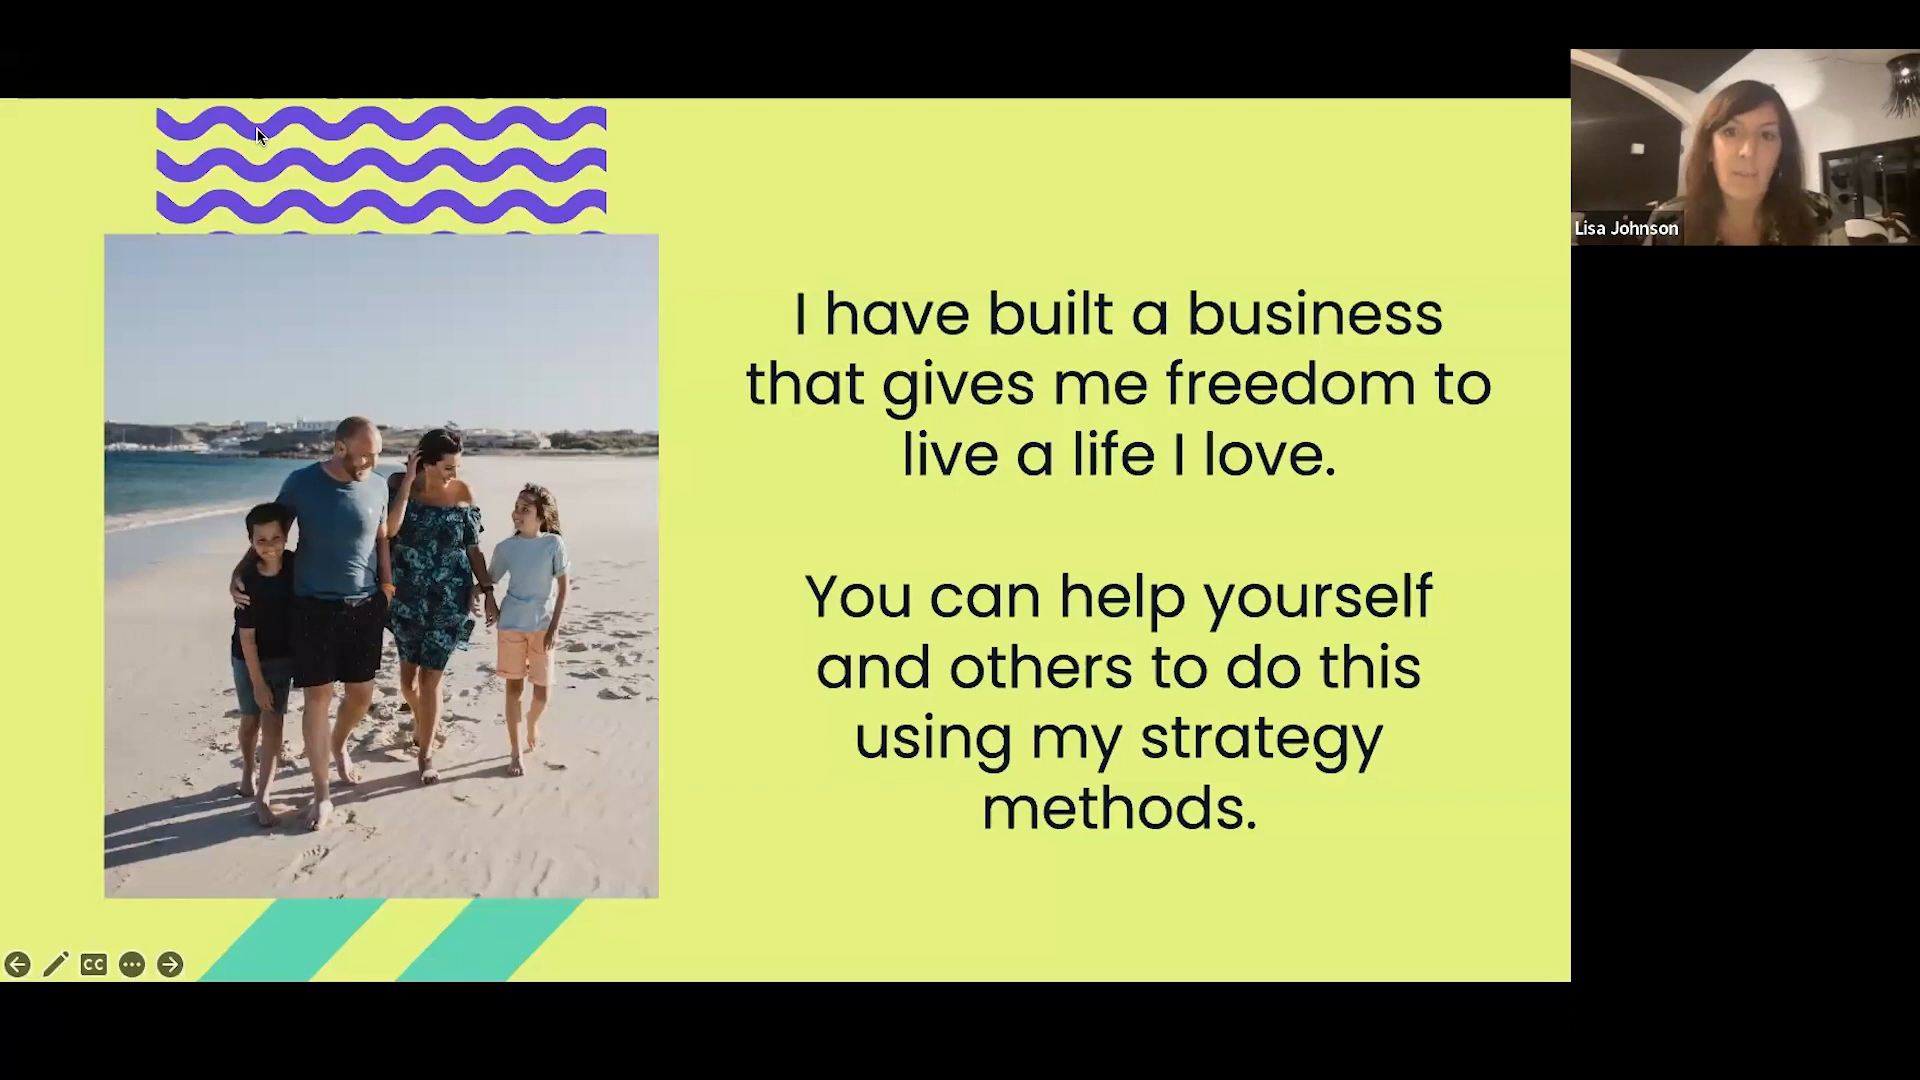 I have built a business
that gives me freedom to
live a life I love.
You can help yourself
and others to do this
using my strategy
methods.
Lisa Johnson
CC